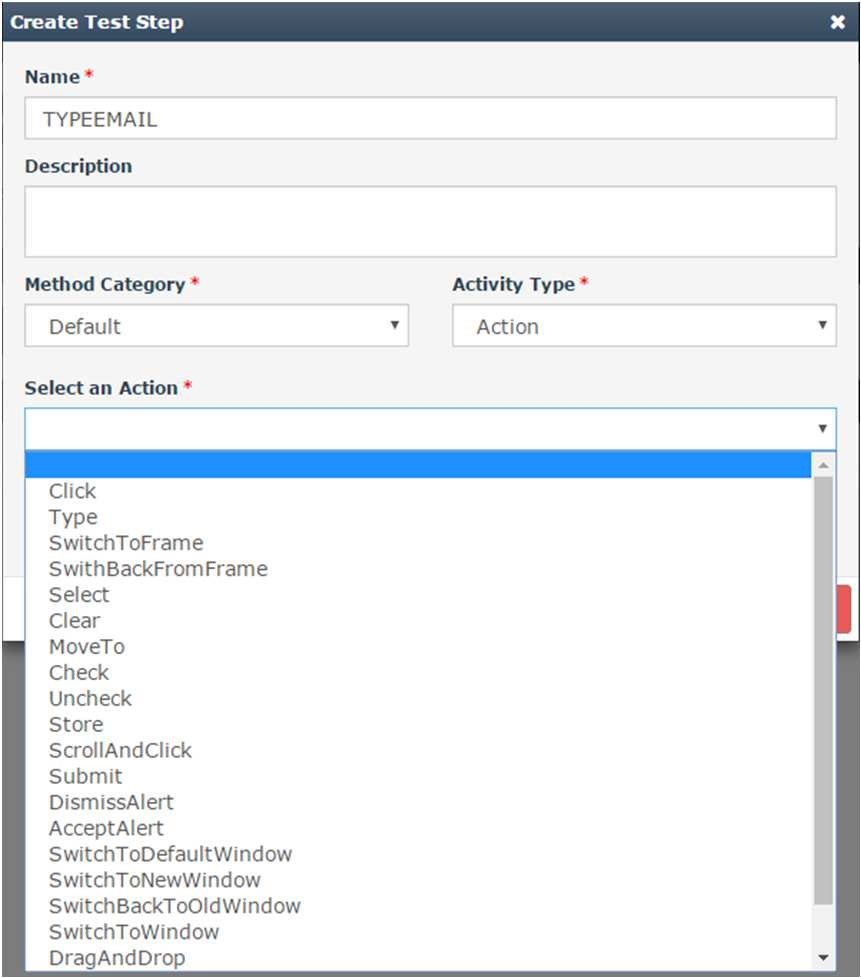 Create Test Step ✖
Name *
TYPEEMAIL
Description
Method Category * Activity Type *
Default Action
Select an Action *
Click
Type
SwitchToFrame
SwithBackFromFrame
Select
Clear
MoveTo
Check
Uncheck
Store
ScrollAndClick
Submit
DismissAlert
AcceptAlert
SwitchToDefaultWindow
SwitchToNewWindow
SwitchBackToOldWindow
SwitchToWindow
DragAndDrop